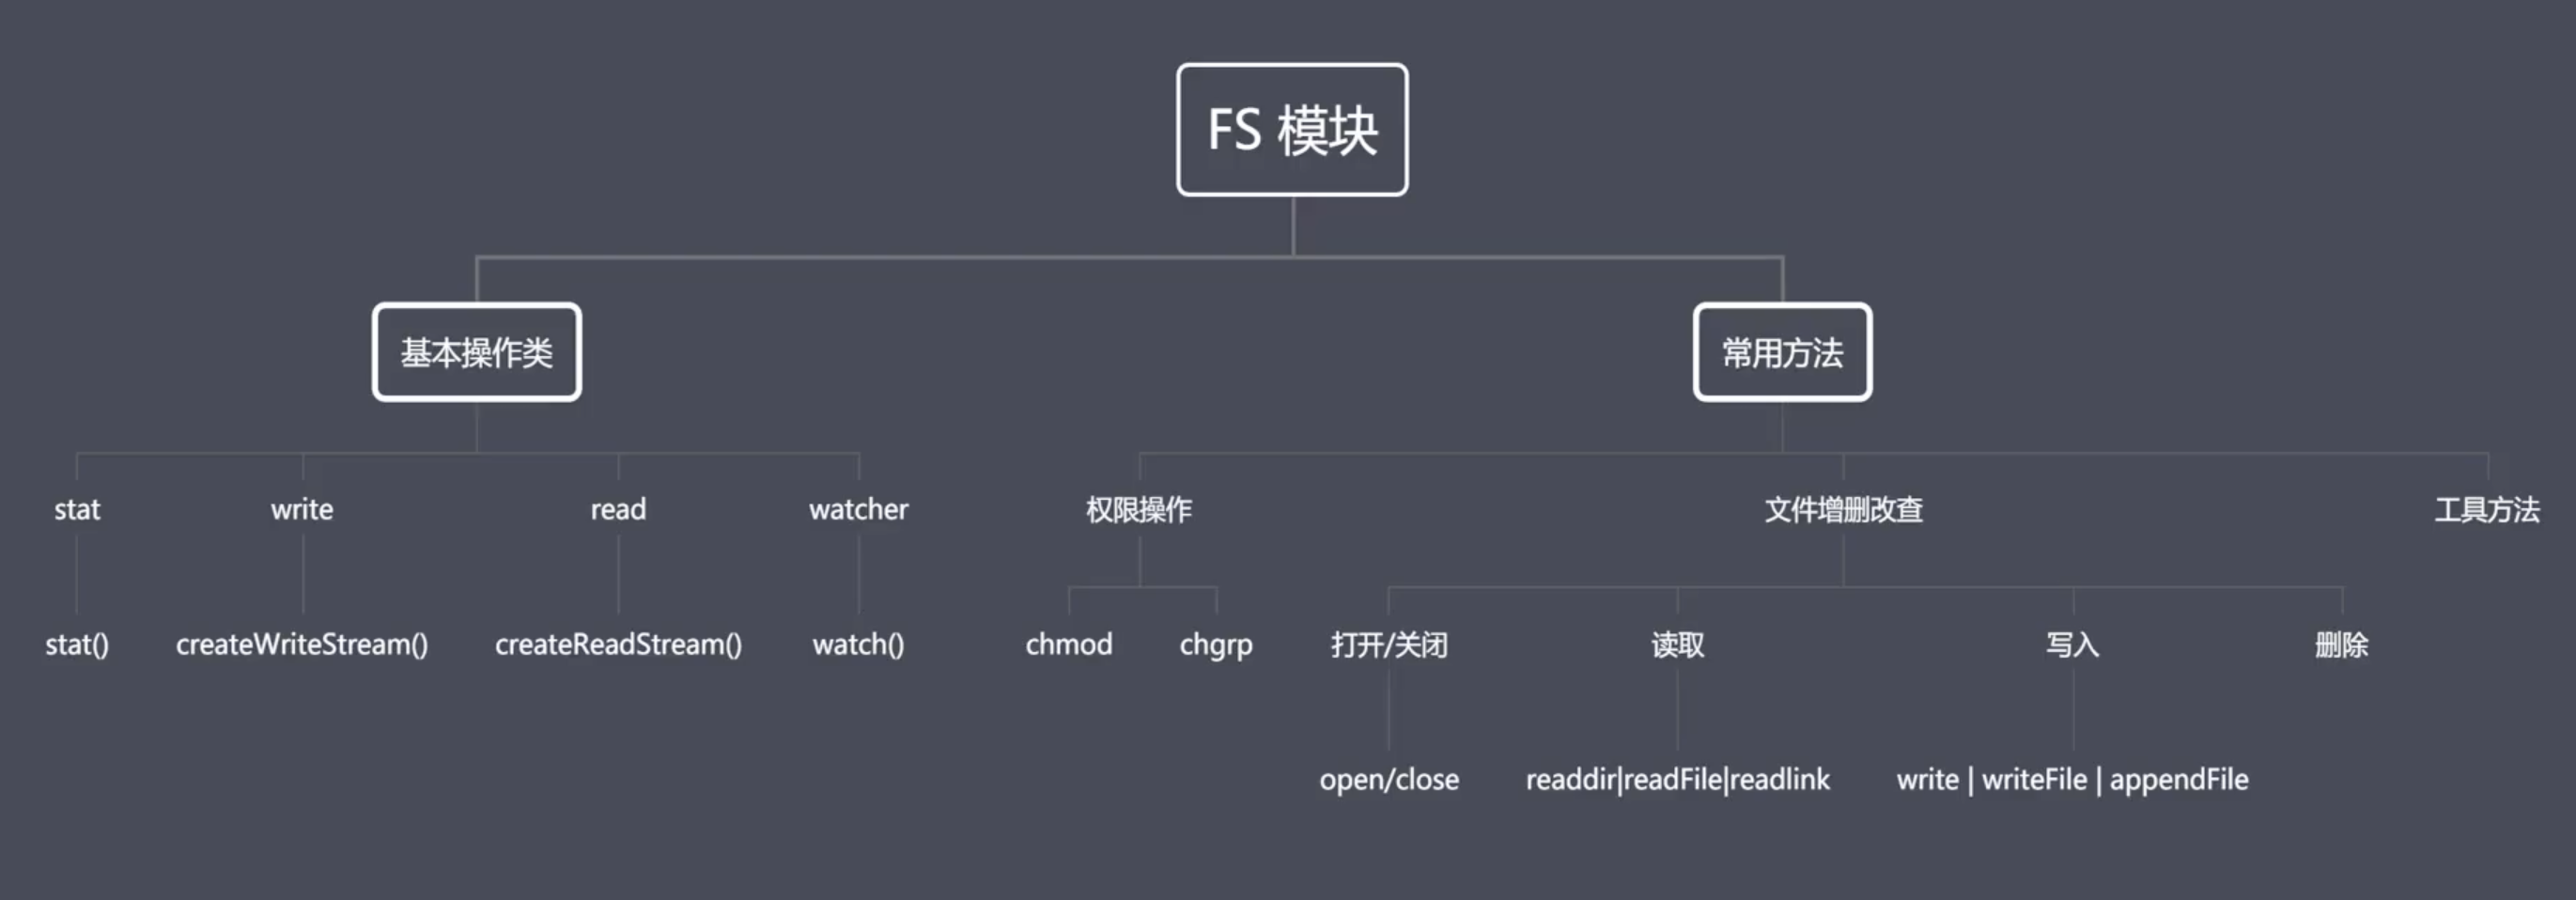 FS 模块
基本操作类
常用方法
stat
write
read
watcher
权限操作
文件增删改查
工具方法
stat()
createWriteStream()
createReadStream()
watch()
chmod
chgrp
打开/关闭
读取
写入
删除
open/close
readdir|readFile|readlink
write | writeFile | appendFile